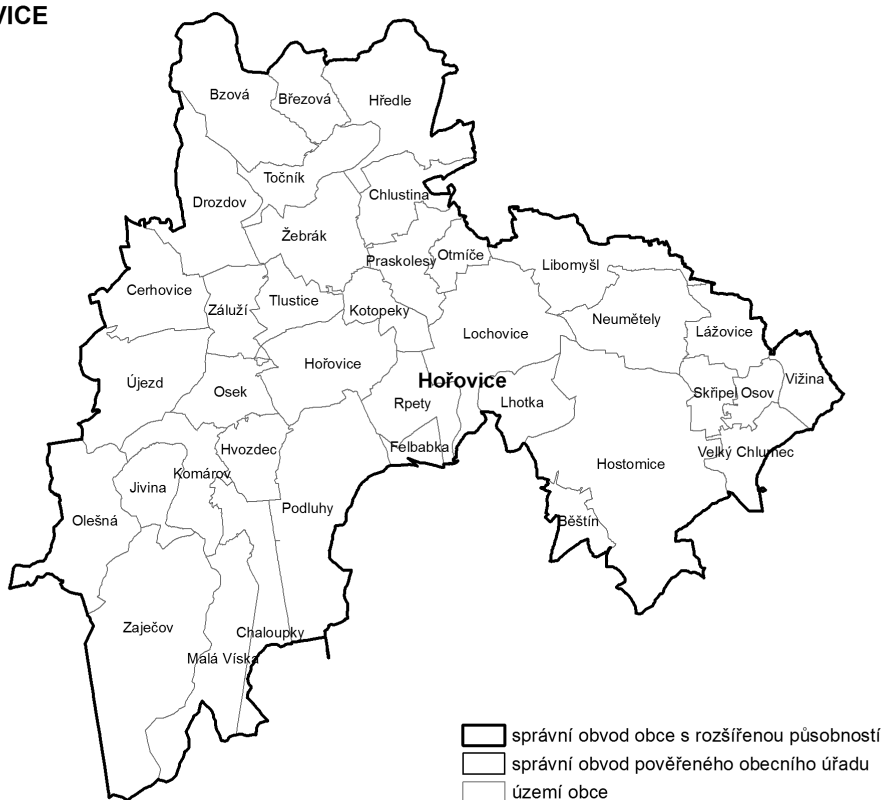 VICE
Bzová
Březová
Hředle
Točník
Chlustina
Drozdov
Žebrák
Praskolesy
Otmíče
Libomyšl
Cerhovice
Záluží
Tlustice
Kotopeky
Neumětely
Lážovice
Lochovice
Hořovice
Újezd
Osek
Hořovice
Rpety
Lhotka
Skřipel
Osov
Vižina
Hvozdec
Felbabka
Velký Chlumec
Komárov
Jivina
Hostomice
Podluhy
Olešná
Běštín
Zaječov
Chaloupky
Malá Víska
správní obvod obce s rozšířenou působností
správní obvod pověřeného obecního úřadu
území obce